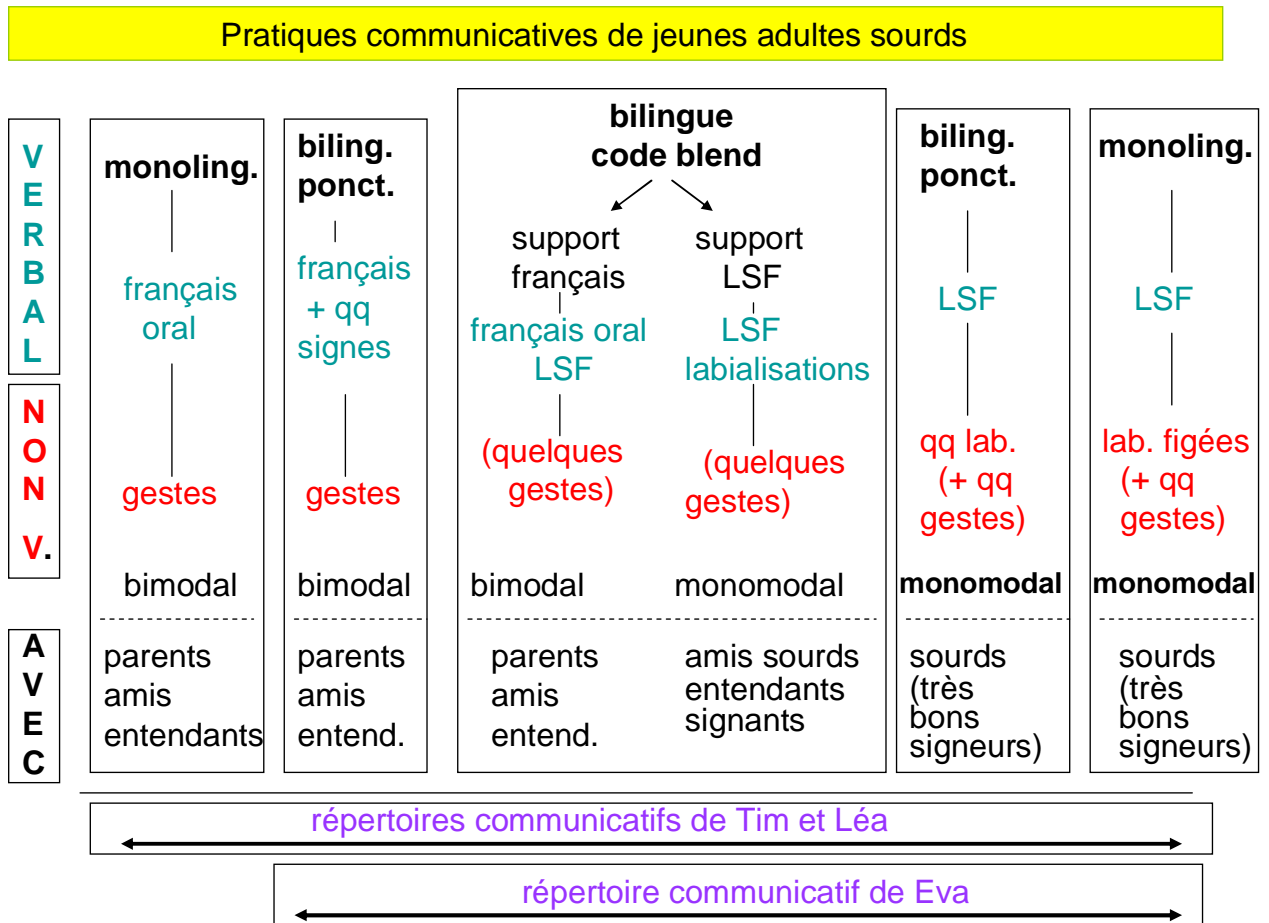 Pratiques communicatives de jeunes adultes sourds
VERBAL
NON V.
AVEC
monoling.
français
oral
gestes
bimodal
parents
amis
entendants
biling.
ponct.
français
+ qq
signes
gestes
bimodal
parents
amis
entend.
bilingue
code blend
support
français
français oral
LSF
(quelques
gestes)
bimodal
parents
amis
entend.
support
LSF
LSF
labialisations
(quelques
gestes)
monomodal
amis sourds
entendants
signants
biling.
ponct.
LSF
qq lab.
(+ qq
gestes)
monomodal
sourds
(très
bons
signeurs)
monoling.
LSF
lab. figées
(+ qq
gestes)
monomodal
sourds
(très
bons
signeurs)
répertoires communicatifs de Tim et Léa
répertoire communicatif de Eva